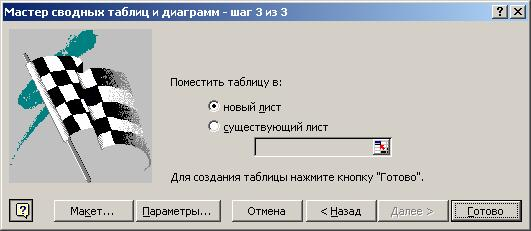 Мастер сводных таблиц и диаграмм - шаг 3 из 3
Поместить таблицу в:
новый лист
существующий лист
Для создания таблицы нажмите кнопку "Готово".
Макет... Параметры... Отмена < Назад Далее > Готово